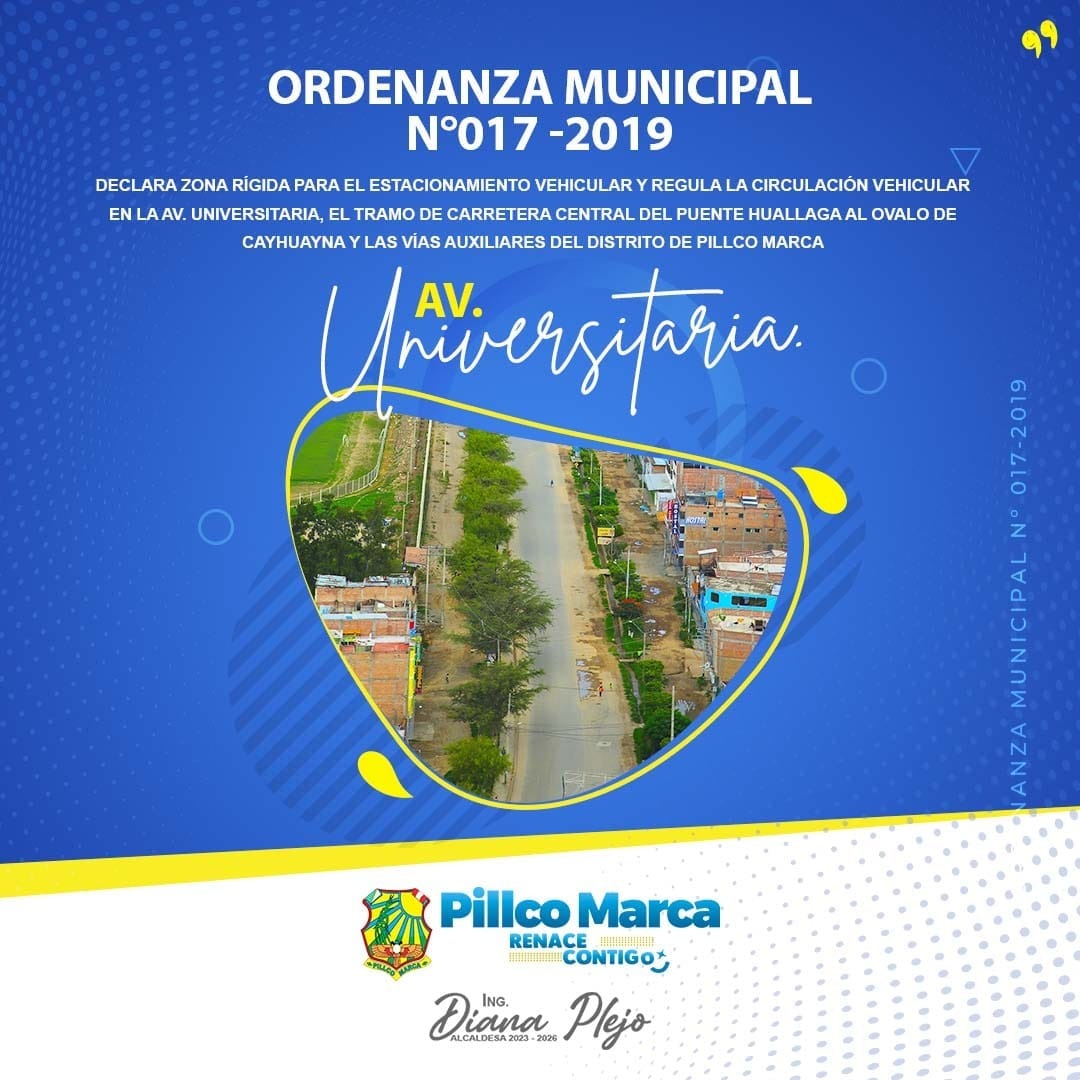 ORDENANZA MUNICIPAL
N°017 -2019
DECLARA ZONA RÍGIDA PARA EL ESTACIONAMIENTO VEHICULAR Y REGULA LA CIRCULACIÓN VEHICULAR
EN LA AV. UNIVERSITARIA, EL TRAMO DE CARRETERA CENTRAL DEL PUENTE HUALLAGA AL OVALO DE
CAYHUAYNA Y LAS VÍAS AUXILIARES DEL DISTRITO DE PILLCO MARCA
AV.
Universitaria.
HOSTAL
HOSTAL
NANZA MUNICIPAL N° 017-2019
PILLCO MARCA
Pillco Marca
RENACE
CONTIGO
ING.
Diana Plejo
ALCALDESA 2023 - 2026